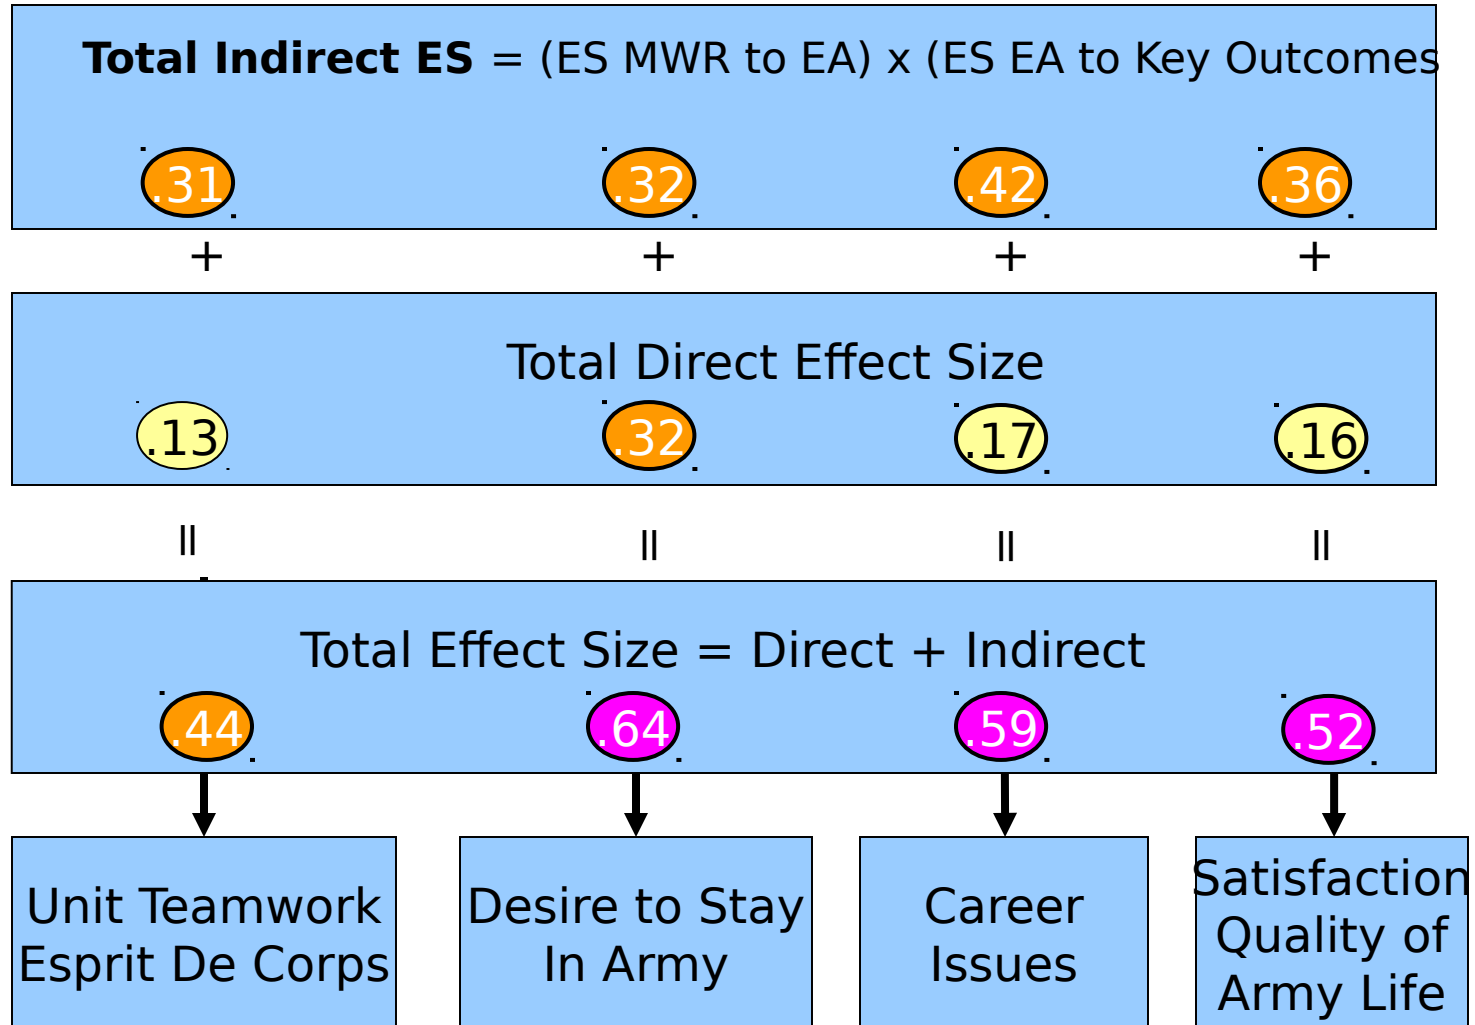 Total Indirect ES = (ES MWR to EA) x (ES EA to Key Outcomes
.31 .32 .42 .36
+ + + +
Total Direct Effect Size
.13 .32 .17 .16
= = = =
Total Effect Size = Direct + Indirect
.44 .64 .59 .52
Unit Teamwork
Esprit De Corps
Desire to Stay
In Army
Career
Issues
Satisfaction
Quality of
Army Life